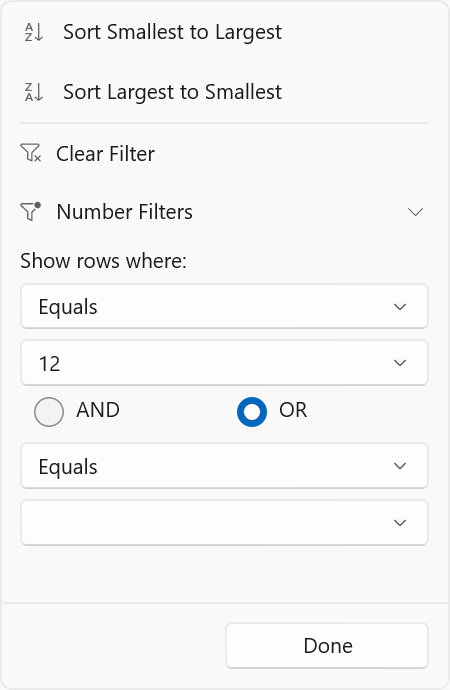 Sort Smallest to Largest
Sort Largest to Smallest
Clear Filter
Number Filters
Show rows where:
Equals
12
AND OR
Equals
Done